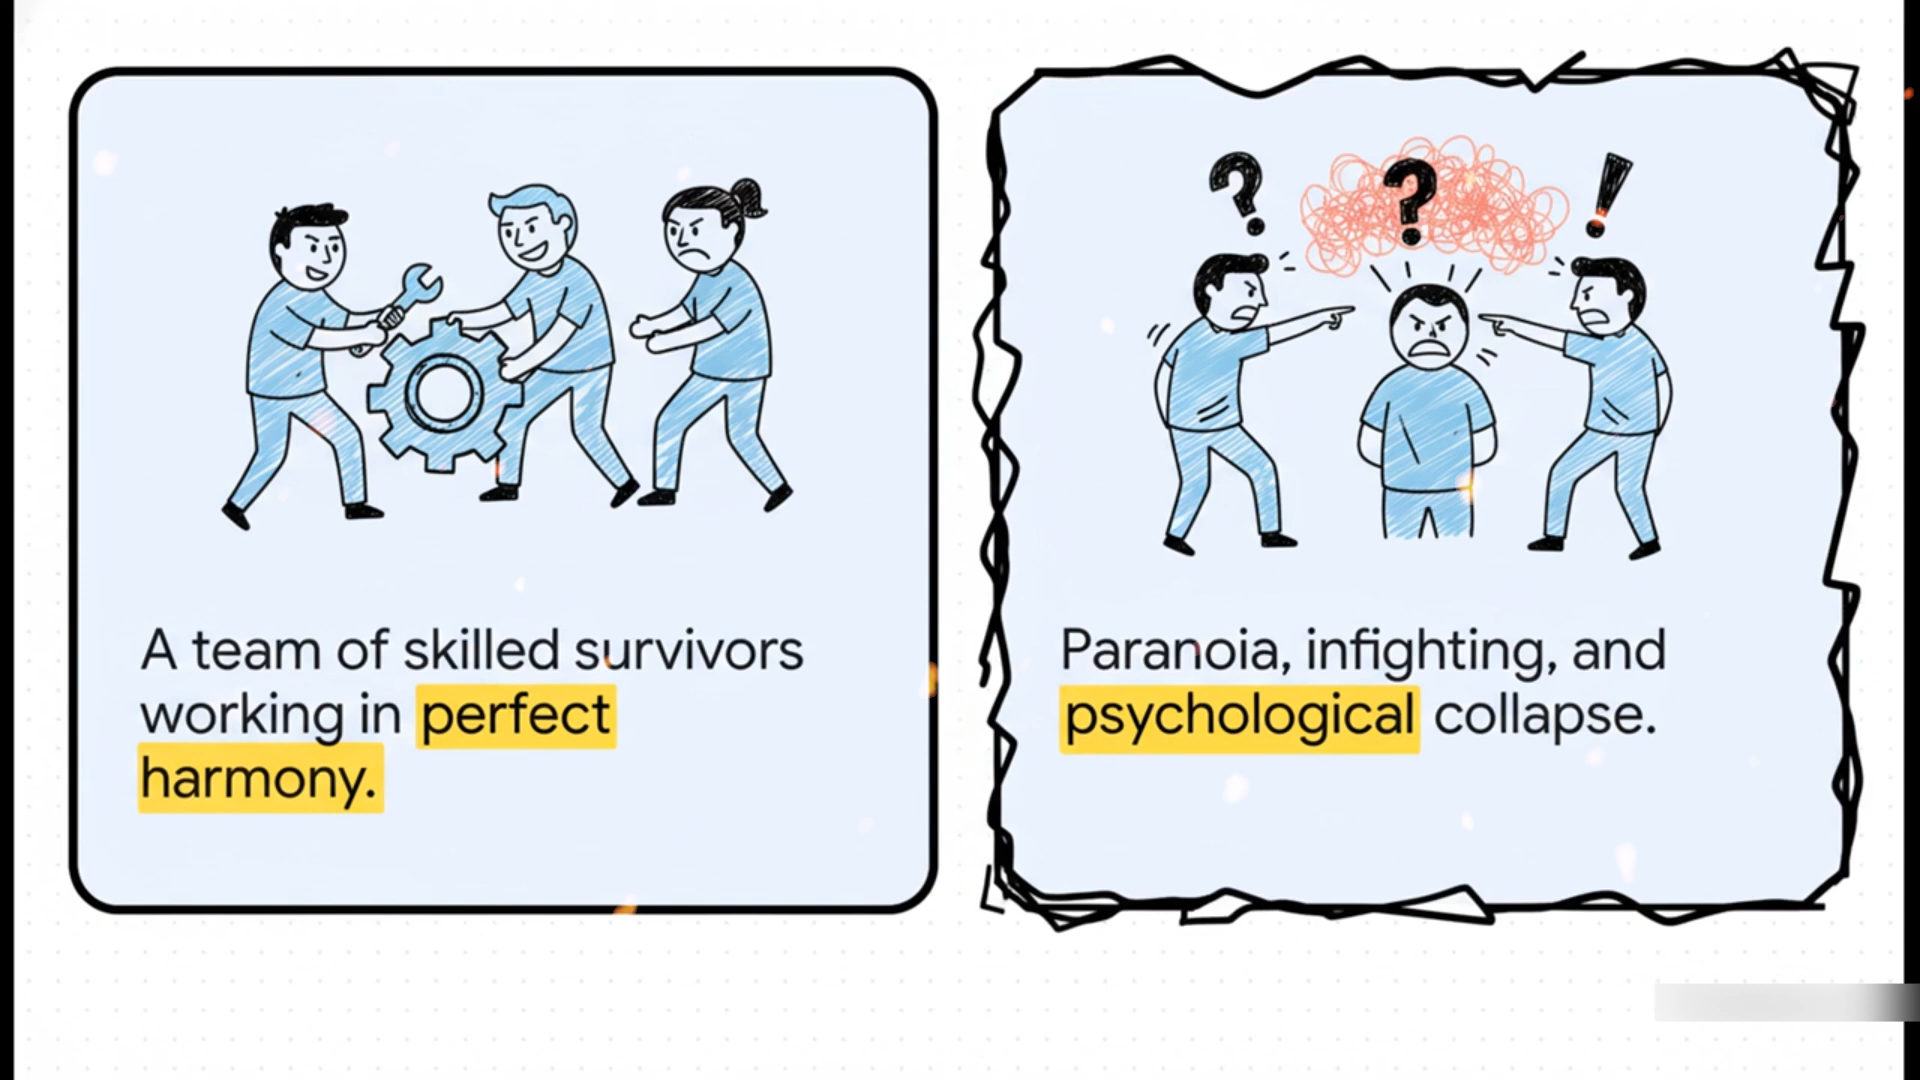 A team of skilled survivors
working in perfect
harmony.
? ? !
Paranoia, infighting, and
psychological collapse.